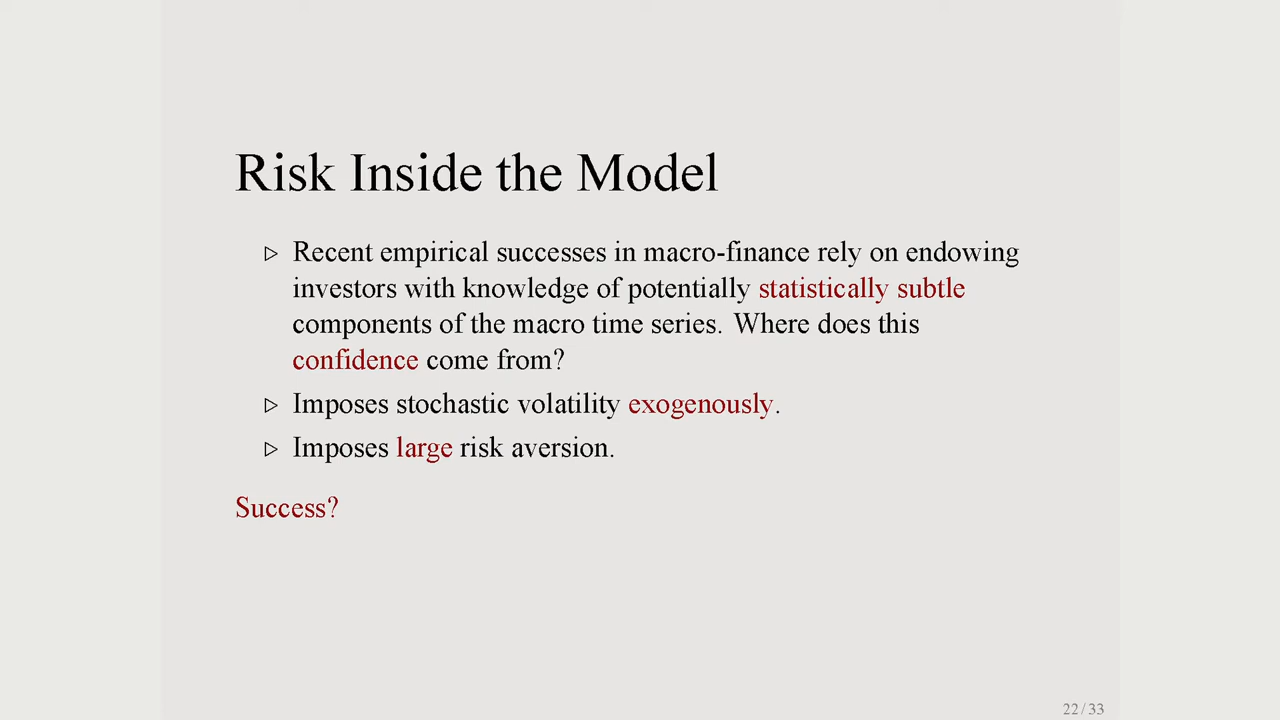 Risk Inside the Model
▷ Recent empirical successes in macro-finance rely on endowing
investors with knowledge of potentially statistically subtle
components of the macro time series. Where does this
confidence come from?
▷ Imposes stochastic volatility exogenously.
▷ Imposes large risk aversion.
Success?
22 / 33